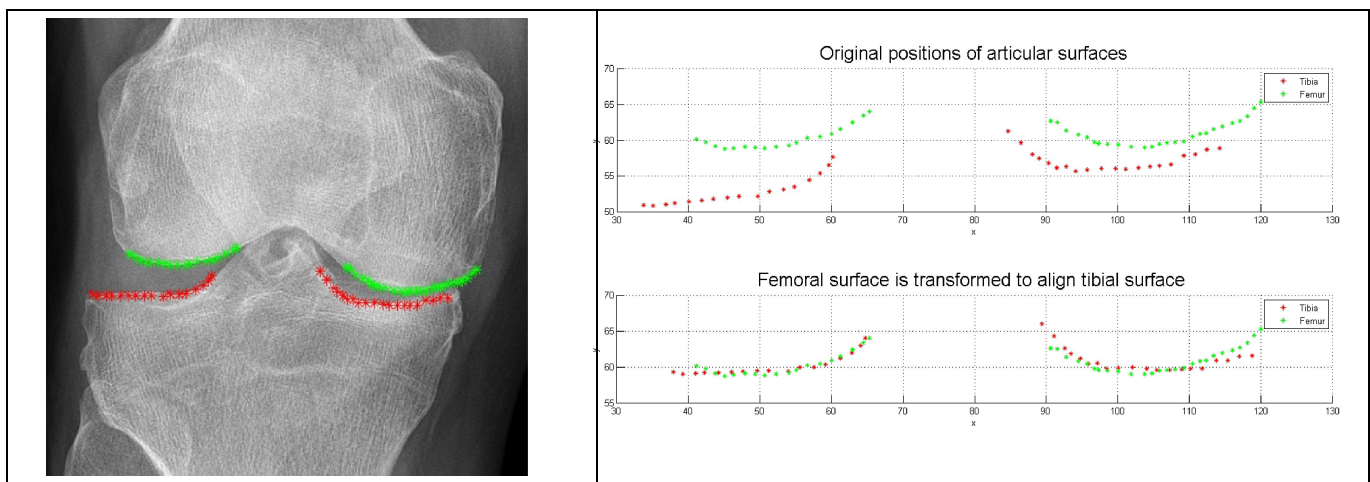 Original positions of articular surfaces
70
65
60
55
50
y
30 40 50 60 70 80 90 100 110 120 130
x
Tibia
Femur
Femoral surface is transformed to align tibial surface
70
65
60
55
y
30 40 50 60 70 80 90 100 110 120 130
x
Tibia
Femur